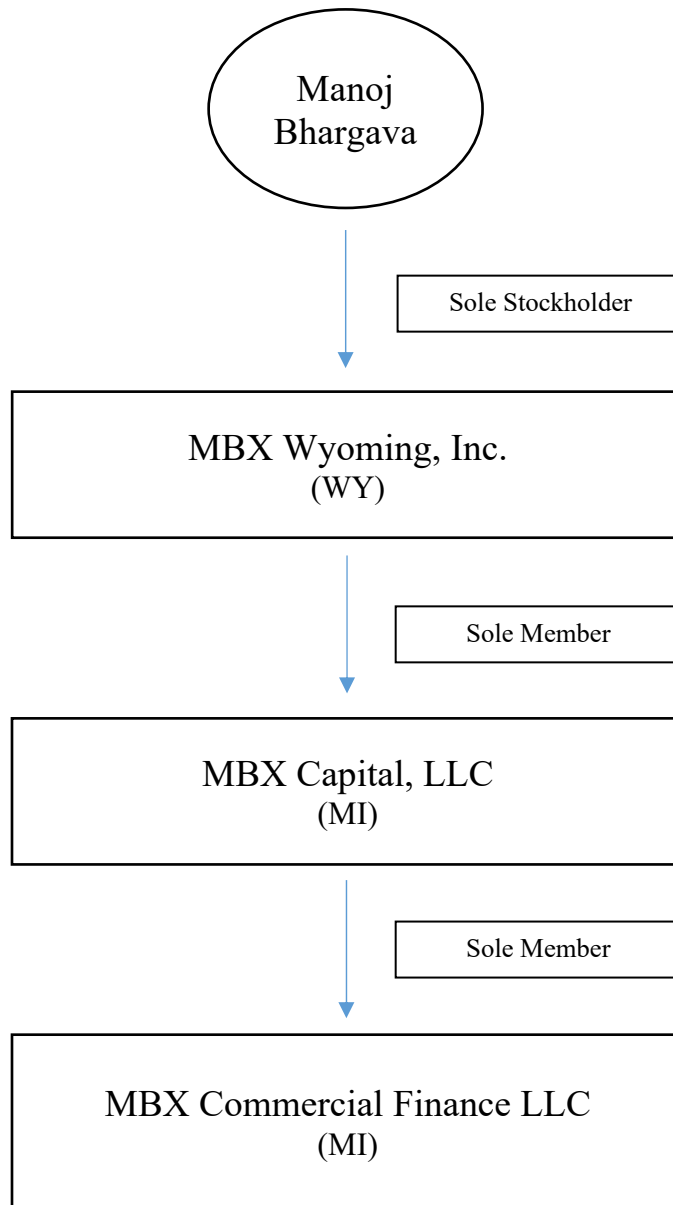 Manoj
Bhargava
Sole Stockholder
MBX Wyoming, Inc.
(WY)
Sole Member
MBX Capital, LLC
(MI)
Sole Member
MBX Commercial Finance LLC
(MI)